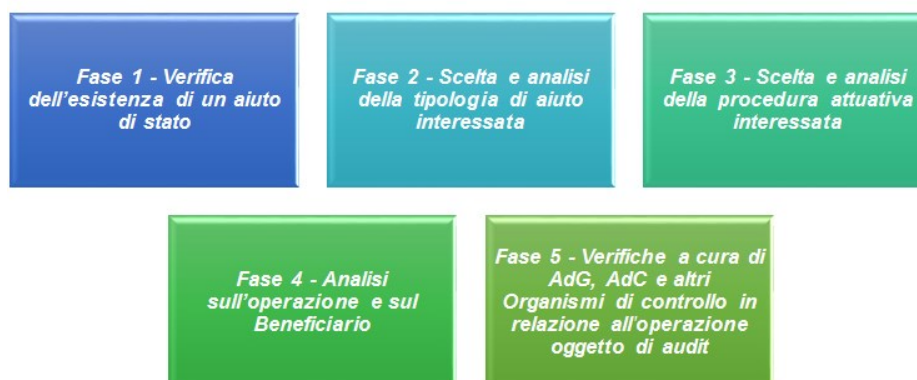 Fase 1 - Verifica
dell'esistenza di un aiuto
di stato
Fase 2 - Scelta e analisi
della tipologia di aiuto
interessata
Fase 3 - Scelta e analisi
della procedura attuativa
interessata
Fase 4 - Analisi
sull'operazione e sul
Beneficiario
Fase 5 - Verifiche a cura di
AdG, AdC e altri
Organismi di controllo in
relazione all'operazione
oggetto di audit